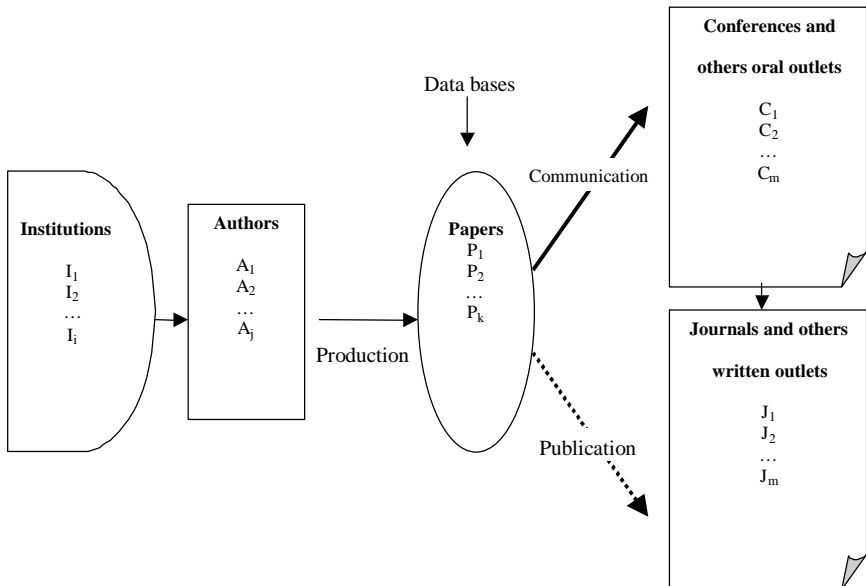 Institutions
I1
I2
…
Ii
Authors
A1
A2
…
Aj
Production
Data bases
Papers
P1
P2
…
Pk
Communication
Publication
Conferences and
others oral outlets
C1
C2
…
Cm
Journals and others
written outlets
J1
J2
…
Jm